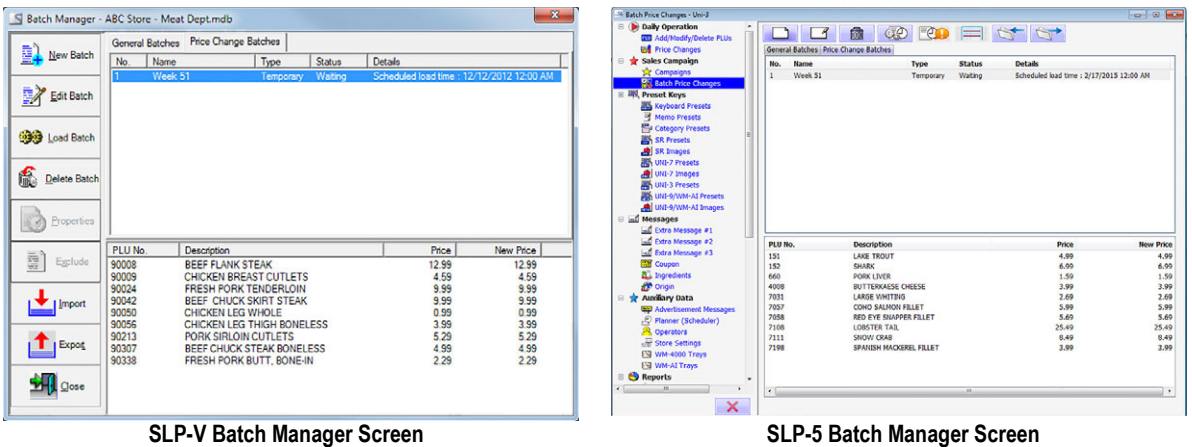 Batch Manager - ABC Store - Meat Dept.mdb
New Batch
Edit Batch
Load Batch
Delete Batch
Properties
Exclude
Import
Export
Close
General Batches Price Change Batches
No. Name Type Status Details
1 Week 51 Temporary Waiting Scheduled load time : 12/12/2012 12:00 AM
PLU No. Description Price New Price
90008 BEEF FLANK STEAK 12.99 12.99
90009 CHICKEN BREAST CUTLETS 4.59 4.59
90024 FRESH PORK TENDERLOIN 9.99 9.99
90042 BEEF CHUCK SKIRT STEAK 9.99 9.99
90050 CHICKEN LEG WHOLE 0.99 0.99
90056 CHICKEN LEG THIGH BONELESS 3.99 3.99
90213 PORK SIRLOIN CUTLETS 5.29 5.29
90307 BEEF CHUCK STEAK BONELESS 4.99 4.99
90338 FRESH PORK BUTT, BONE-IN 2.29 2.29
SLP-V Batch Manager Screen
Batch Price Changes - Uni-3
Daily Operation
Add/Modify/Delete PLUs
Price Changes
Sales Campaign
Campaigns
Batch Price Changes
Preset Keys
Keyboard Presets
Memo Presets
Category Presets
SR Presets
SR Images
UNI-7 Presets
UNI-7 Images
UNI-3 Presets
UNI-9/WM-AI Presets
UNI-9/WM-AI Images
Messages
Extra Message #1
Extra Message #2
Extra Message #3
Coupon
Ingredients
Origin
Auxiliary Data
Advertisement Messages
Planner (Scheduler)
Operators
Store Settings
WM-4000 Trays
WM-AI Trays
Reports
General Batches Price Change Batches
No. Name Type Status Details
1 Week 51 Temporary Waiting Scheduled load time : 2/17/2015 12:00 AM
PLU No. Description Price New Price
151 LAKE TROUT 4.99 4.99
152 SHARK 6.99 6.99
660 PORK LIVER 1.59 1.59
4008 BUTTERKAESE CHEESE 3.99 3.99
7031 LARGE WHITING 2.69 2.69
7057 COHO SALMON FILLET 5.99 5.99
7058 RED EYE SNAPPER FILLET 5.69 5.69
7108 LOBSTER TAIL 25.49 25.49
7111 SNOW CRAB 8.49 8.49
7198 SPANISH MACKEREL FILLET 3.99 3.99
SLP-5 Batch Manager Screen